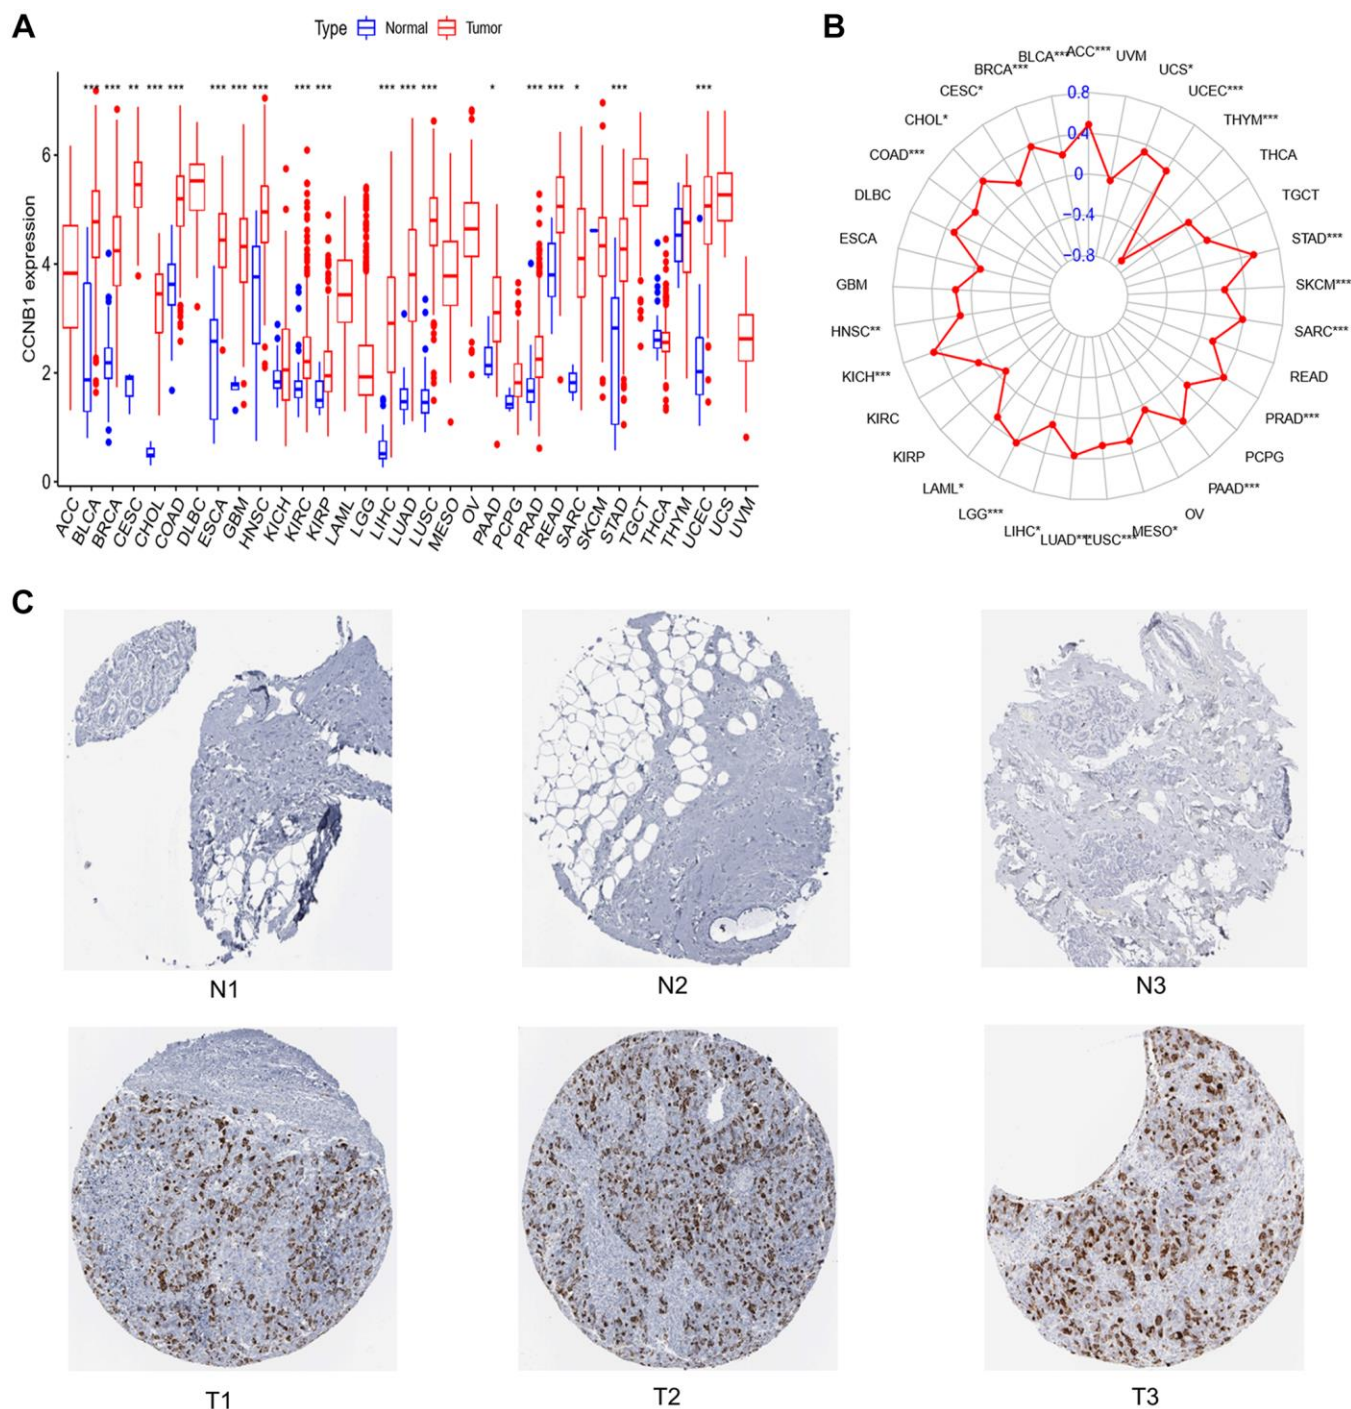 A
Type Normal Tumor
CCNB1 expression
6
4
2
0
*** *** ** *** *** *** *** *** *** *** *** *** *** * *** *** * *** ***
ACC BLCA BRCA CESC CHOL COAD DLBC ESCA GBM HNSC KICH KIRC KIRP LAML LGG LIHC LUAD LUSC MESO OV PAAD PCPG PRAD READ SARC SKCM STAD TGCT THCA THYM UCEC UCS UVM
B
ACC***
UVM
UCS*
UCEC***
THYM***
THCA
TGCT
STAD***
SKCM***
SARC***
READ
PRAD***
PCPG
PAAD***
OV
MESO*
LUSC***
LUAD***
LIHC*
LGG***
LAML*
KIRP
KIRC
KICH***
HNSC**
GBM
ESCA
DLBC
COAD***
CHOL*
CESC*
BRCA***
BLCA***
0.8
0.4
0
−0.4
−0.8
C
N1
N2
N3
T1
T2
T3